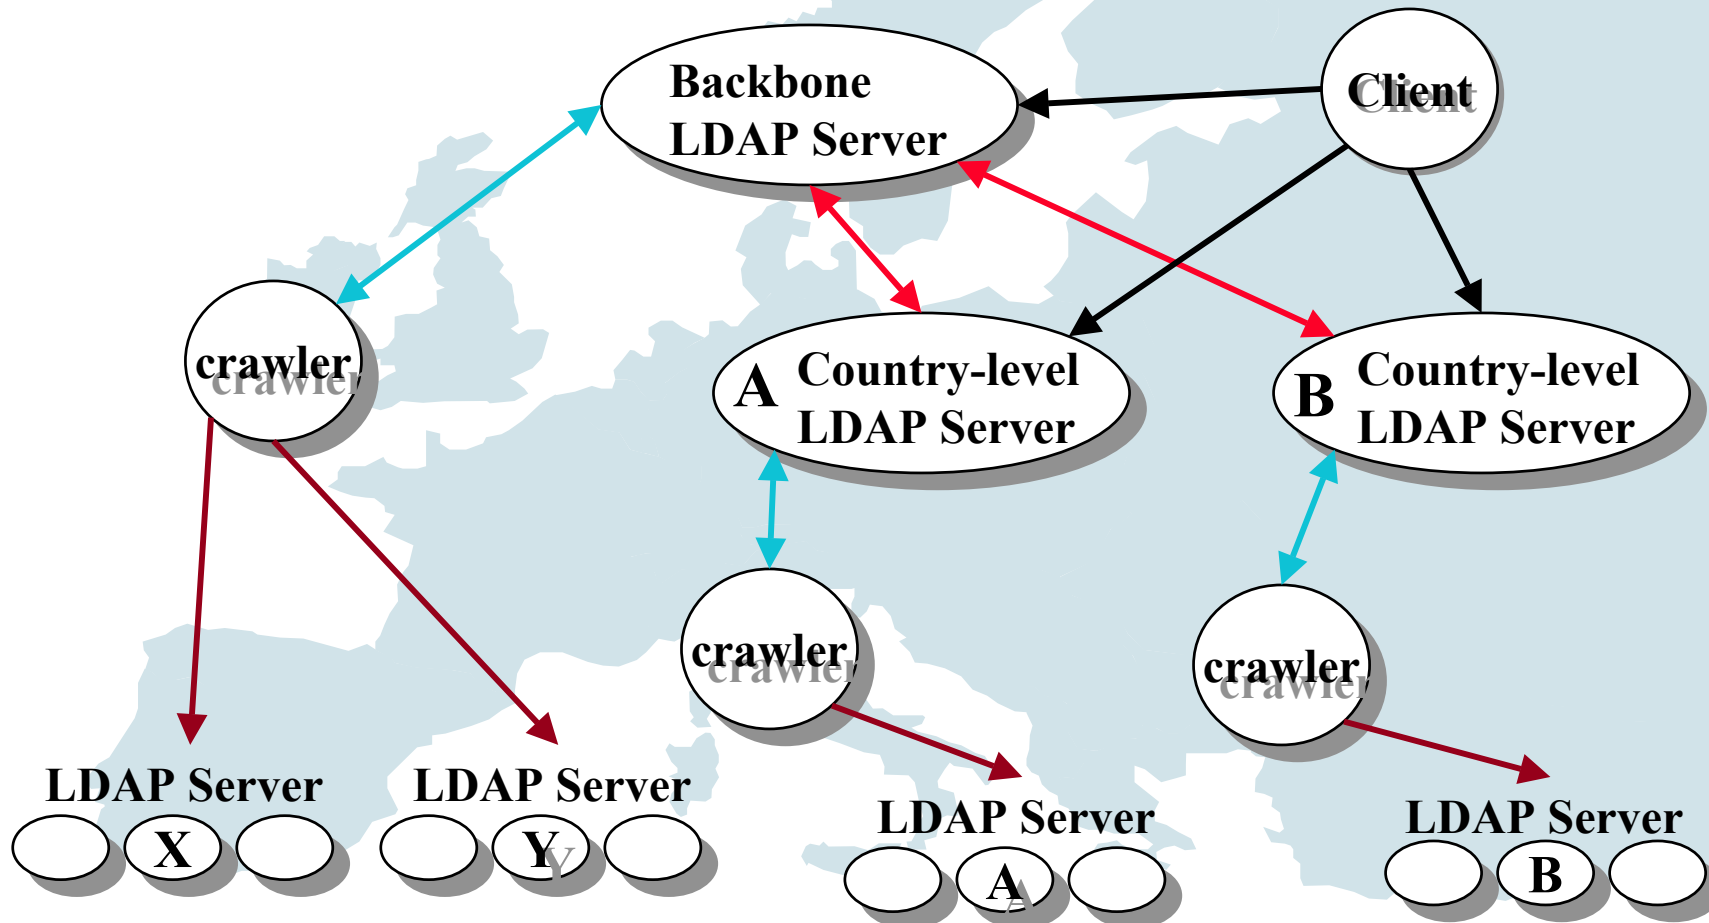 Backbone
LDAP Server
Client
crawler
A
Country-level
LDAP Server
B
Country-level
LDAP Server
crawler
crawler
LDAP Server
X
LDAP Server
Y
LDAP Server
A
LDAP Server
B